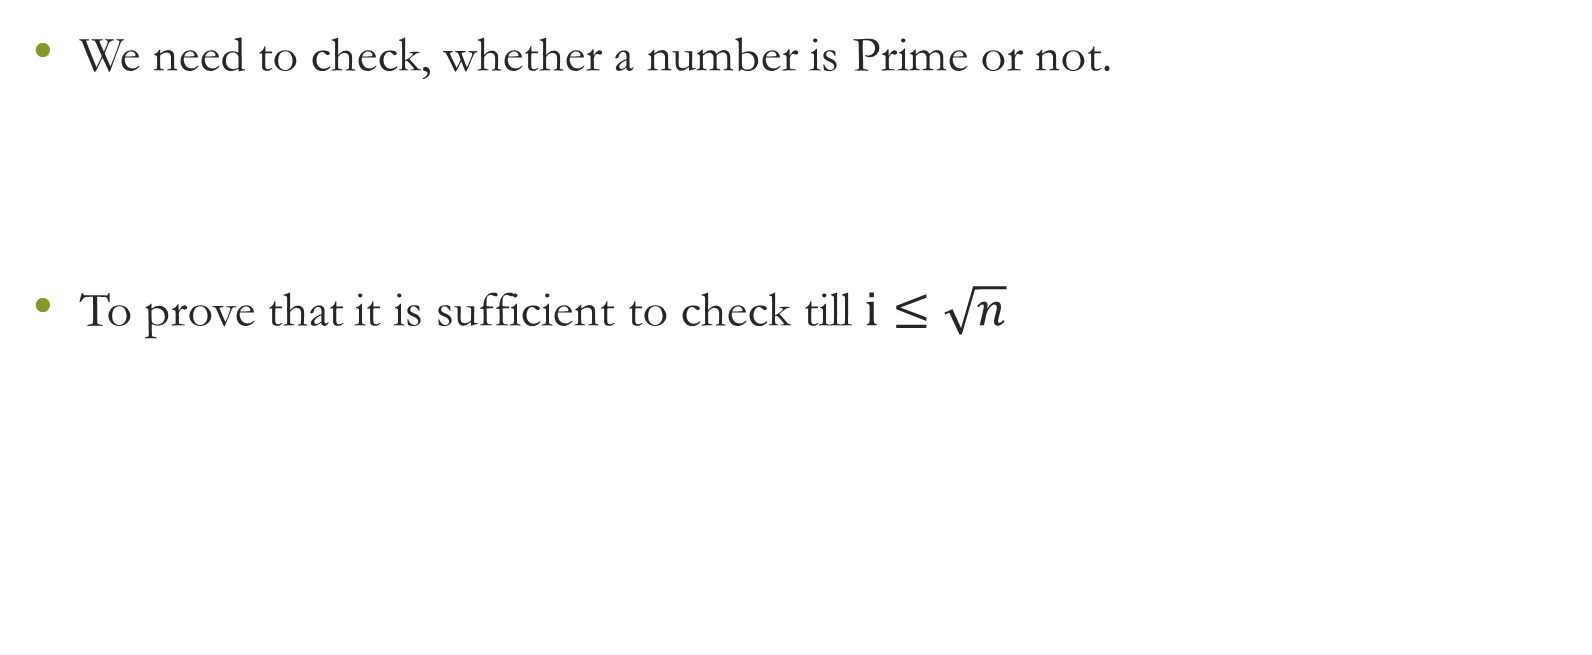 • We need to check, whether a number is Prime or not.
• To prove that it is sufficient to check till i ≤ √n